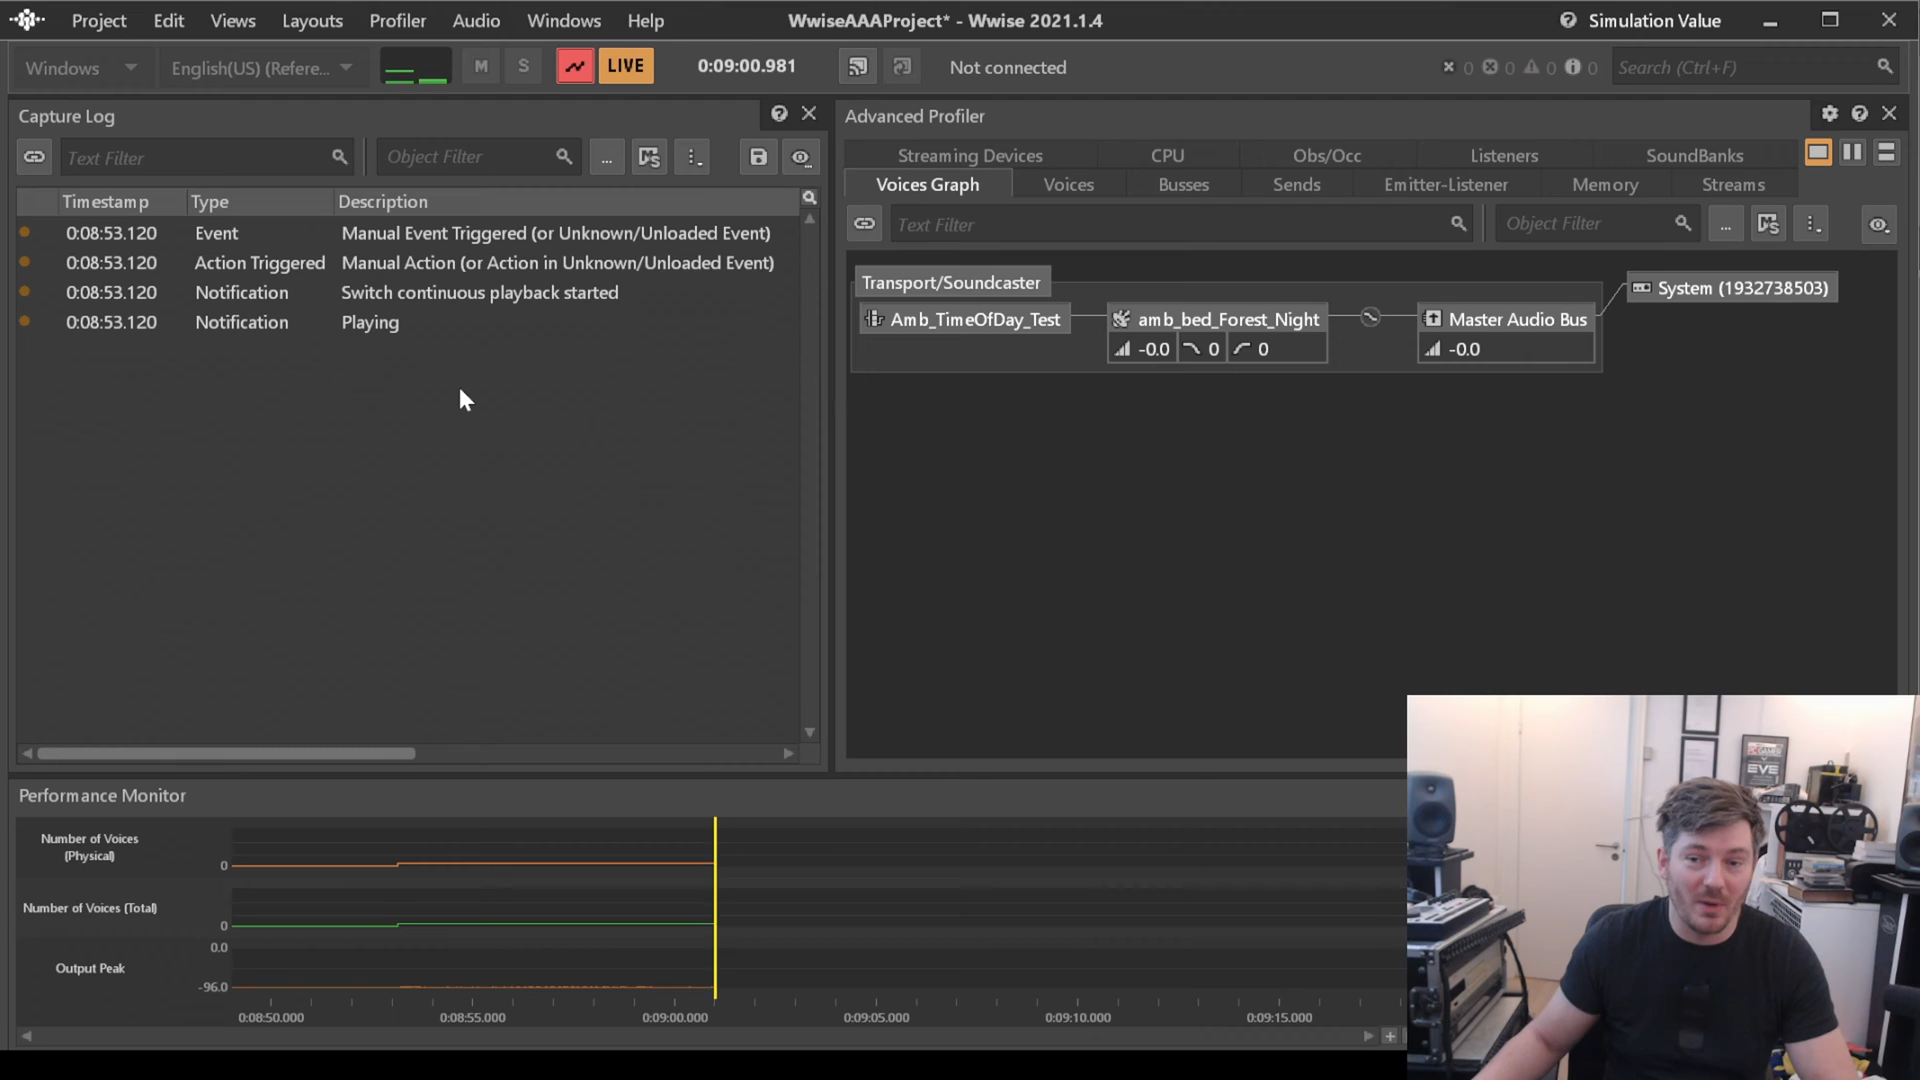 Project Edit Views Layouts Profiler Audio Windows Help WwiseAAAProject* - Wwise 2021.1.4 Simulation Value
Windows English(US) (Refere... M S LIVE 0:09:00.981 Not connected 0 0 0 0 Search (Ctrl+F)
Capture Log
Text Filter Object Filter ...
Timestamp Type Description
0:08:53.120 Event Manual Event Triggered (or Unknown/Unloaded Event)
0:08:53.120 Action Triggered Manual Action (or Action in Unknown/Unloaded Event)
0:08:53.120 Notification Switch continuous playback started
0:08:53.120 Notification Playing
Advanced Profiler
Streaming Devices CPU Obs/Occ Listeners SoundBanks
Voices Graph Voices Busses Sends Emitter-Listener Memory Streams
Text Filter Object Filter ...
Transport/Soundcaster
Amb_TimeOfDay_Test amb_bed_Forest_Night Master Audio Bus System (1932738503)
-0.0 0 0 -0.0
Performance Monitor
Number of Voices
(Physical)
0
Number of Voices (Total)
0
0.0
Output Peak
-96.0
0:08:50.000 0:08:55.000 0:09:00.000 0:09:05.000 0:09:10.000 0:09:15.000
EVE